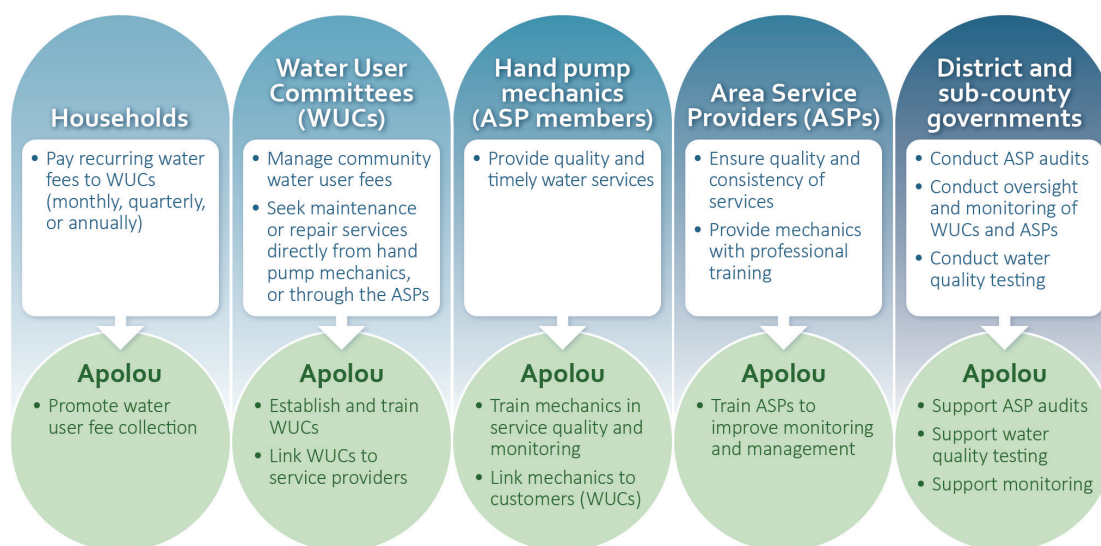 Households
• Pay recurring water
fees to WUCs
(monthly, quarterly,
or annually)
Apolou
• Promote water
user fee collection
Water User
Committees
(WUCs)
• Manage community
water user fees
• Seek maintenance
or repair services
directly from hand
pump mechanics,
or through the ASPs
Apolou
• Establish and train
WUCs
• Link WUCs to
service providers
Hand pump
mechanics
(ASP members)
• Provide quality and
timely water services
Apolou
• Train mechanics in
service quality and
monitoring
• Link mechanics to
customers (WUCs)
Area Service
Providers (ASPs)
• Ensure quality and
consistency of
services
• Provide mechanics
with professional
training
Apolou
• Train ASPs to
improve monitoring
and management
District and
sub-county
governments
• Conduct ASP audits
• Conduct oversight
and monitoring of
WUCs and ASPs
• Conduct water
quality testing
Apolou
• Support ASP audits
• Support water
quality testing
• Support monitoring